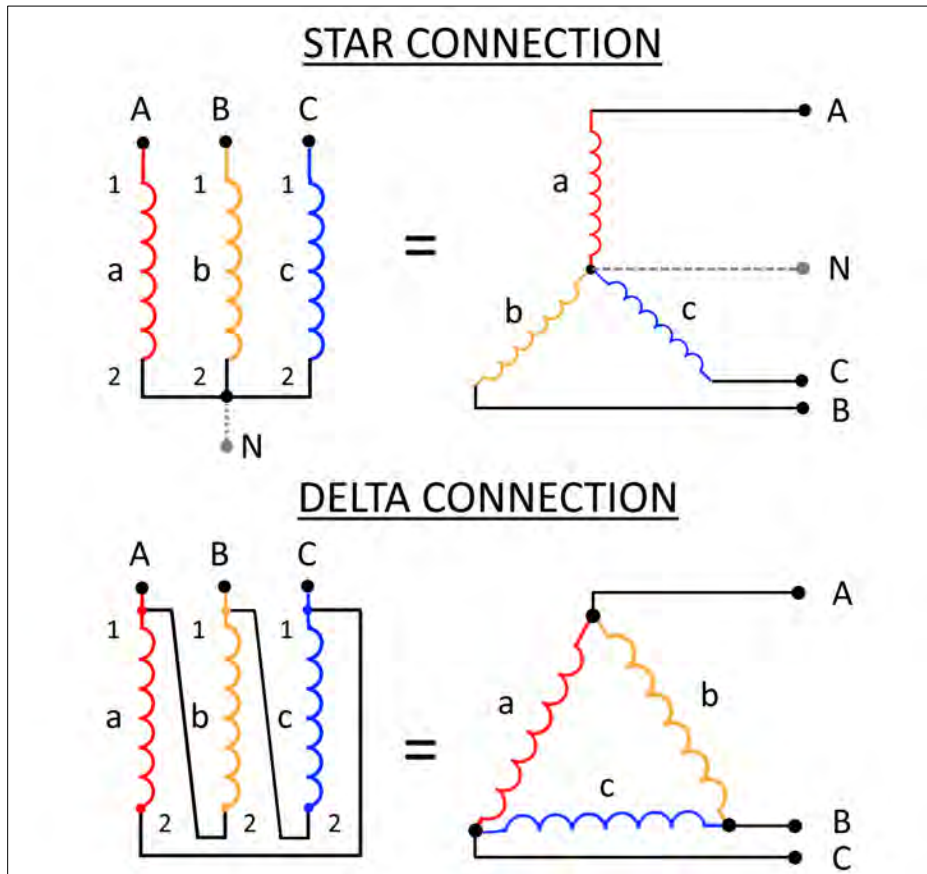 STAR CONNECTION
A B C
1 1 1
a b c
2 2 2
N
=
A
a
N
b c
C
B
DELTA CONNECTION
A B C
1 1 1
a b c
2 2 2
=
A
a b
c
B
C